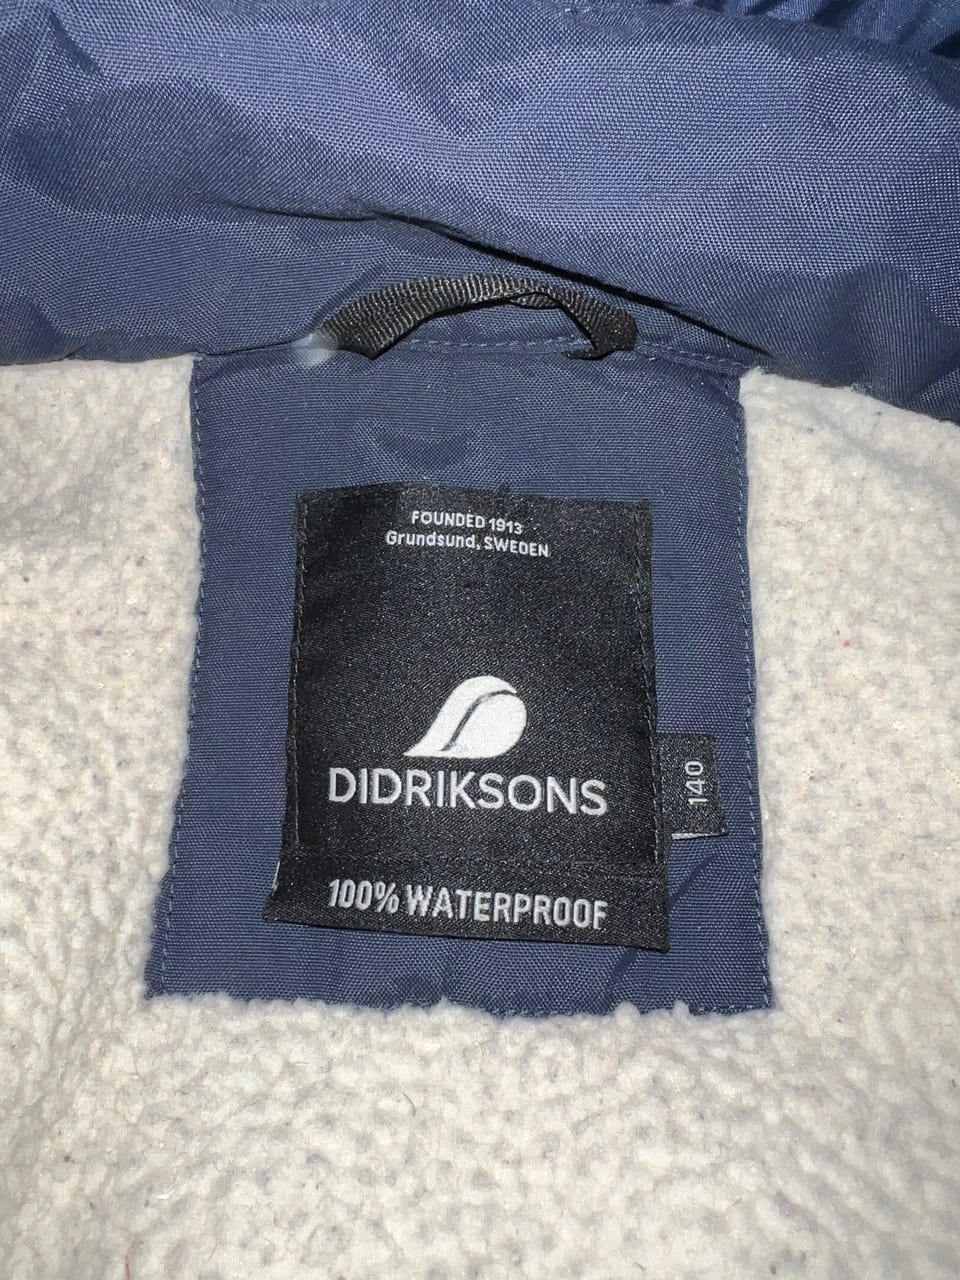 FOUNDED 1913
Grundsund, SWEDEN
DIDRIKSONS
140
100% WATERPROOF